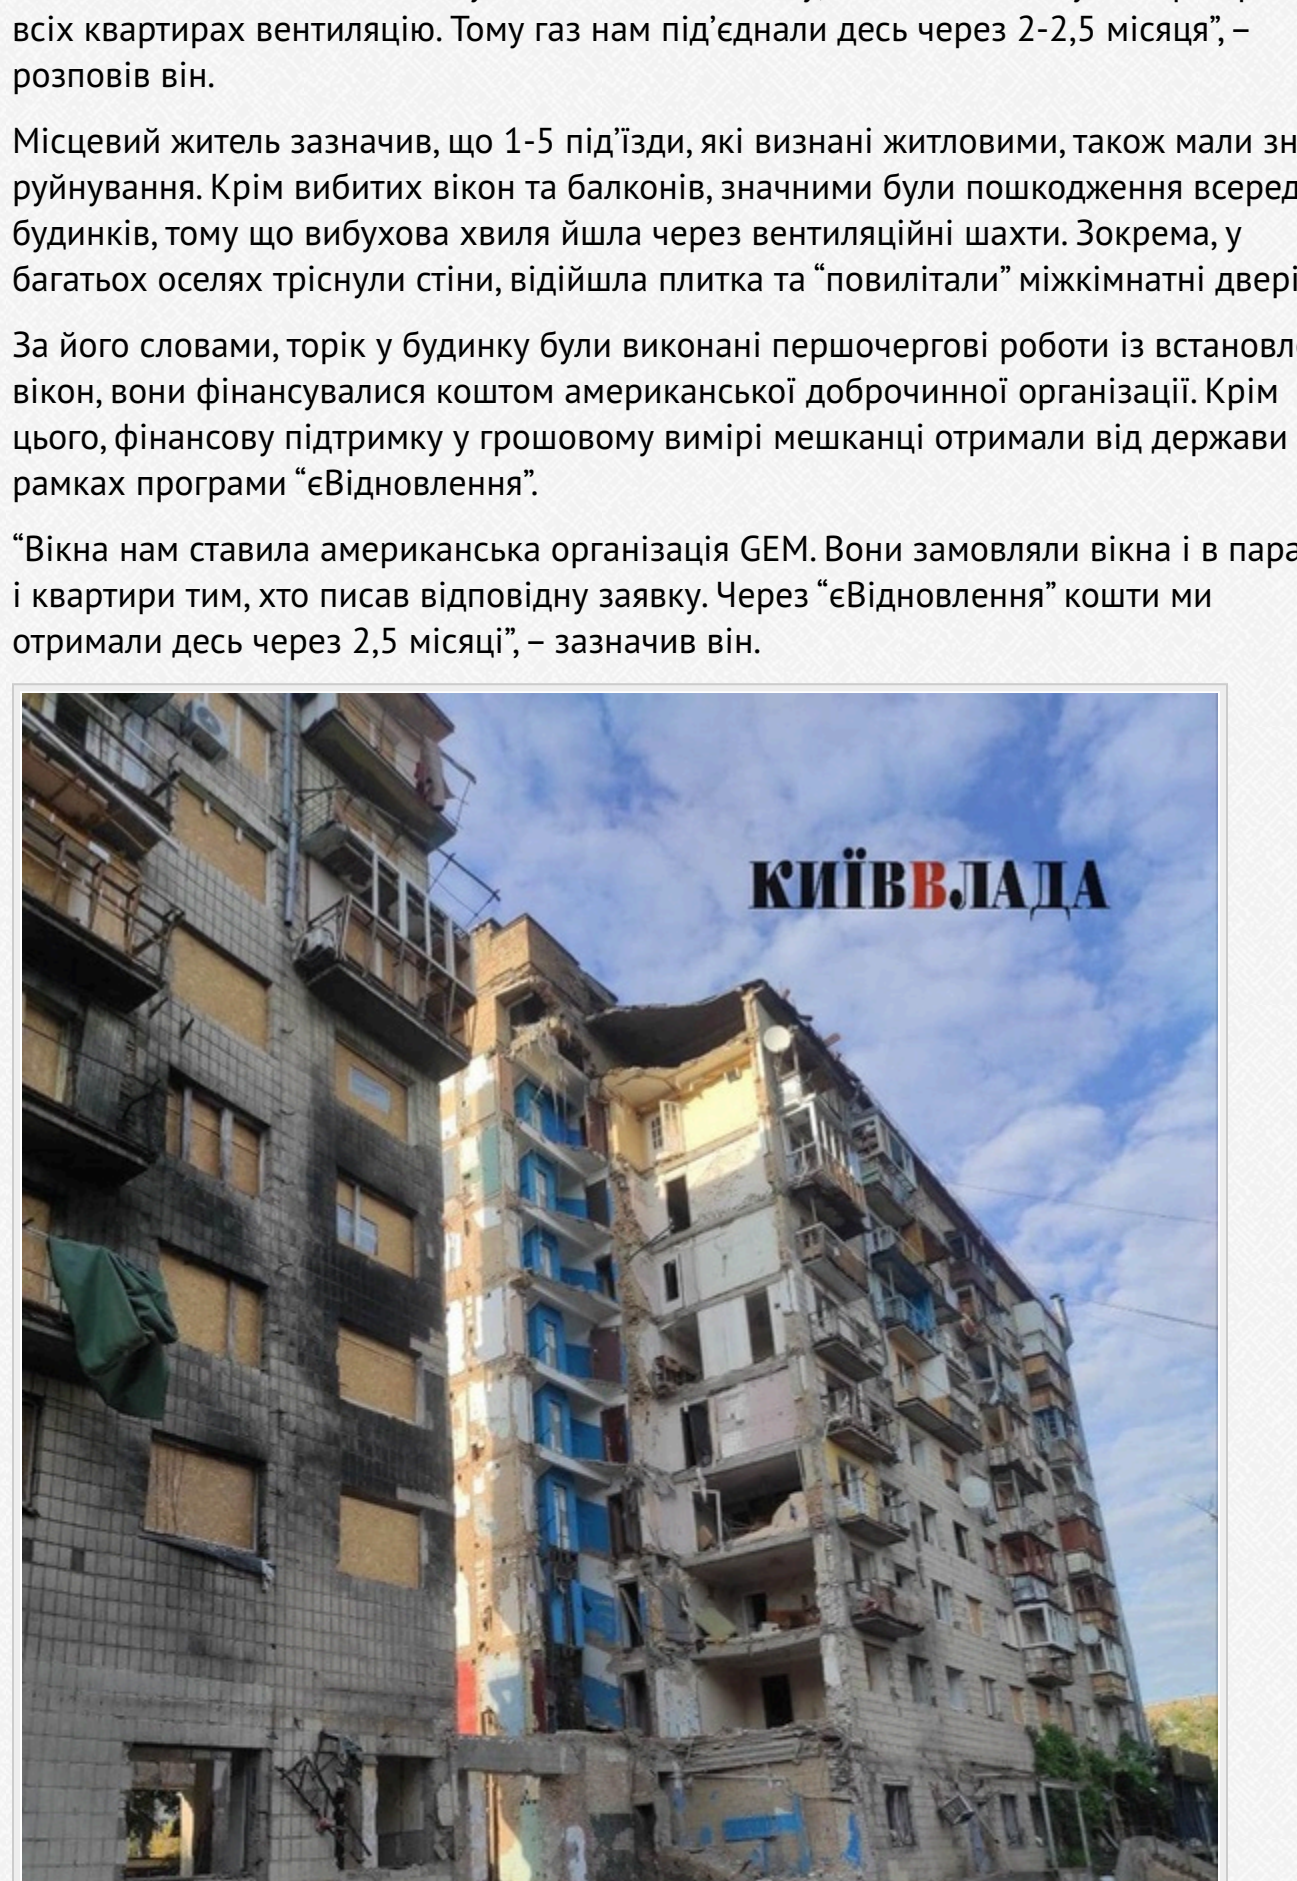 всіх квартирах вентиляцію. Тому газ нам під’єднали десь через 2-2,5 місяця”, –
розповів він.
Місцевий житель зазначив, що 1-5 під’їзди, які визнані житловими, також мали
руйнування. Крім вибитих вікон та балконів, значними були пошкодження
будинків, тому що вибухова хвиля йшла через вентиляційні шахти. Зокрема, у
багатьох оселях тріснули стіни, відійшла плитка та “повилітали” міжкімнатні двері
За його словами, торік у будинку були виконані першочергові роботи із
вікон, вони фінансувалися коштом американської доброчинної організації. Крім
цього, фінансову підтримку у грошовому вимірі мешканці отримали від держави
рамках програми “єВідновлення”.
“Вікна нам ставила американська організація GEM. Вони замовляли вікна і в
і квартири тим, хто писав відповідну заявку. Через “єВідновлення” кошти ми
отримали десь через 2,5 місяці”, – зазначив він.
КИЇВВЛАДА